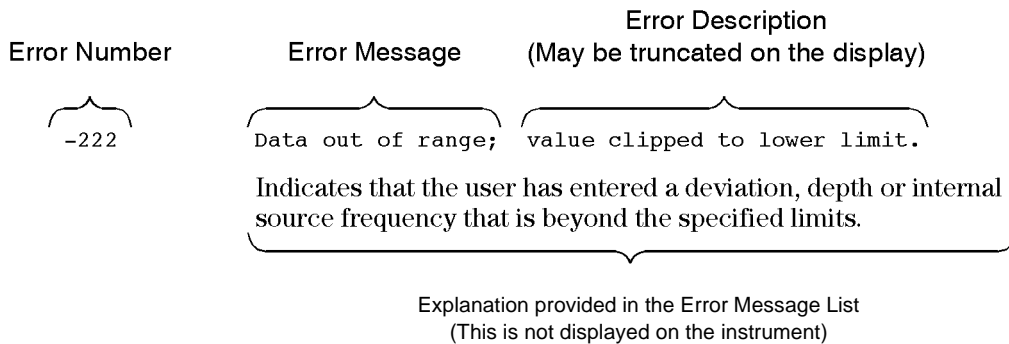 Error Description
Error Number Error Message (May be truncated on the display)
-222 Data out of range; value clipped to lower limit.
Indicates that the user has entered a deviation, depth or internal
source frequency that is beyond the specified limits.
Explanation provided in the Error Message List
(This is not displayed on the instrument)